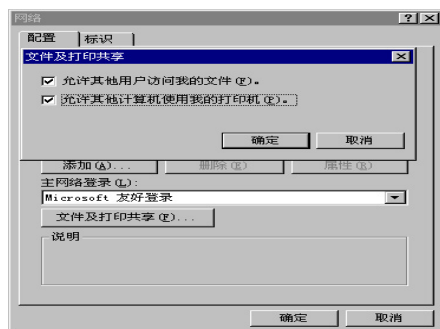 网络
配置 标识
文件及打印共享
允许其他用户访问我的文件(F)。
允许其他计算机使用我的打印机(P)。
确定 取消
添加(A)... 删除(E) 属性(R)
主网络登录(L):
Microsoft 友好登录
文件及打印共享(F)...
说明
确定 取消